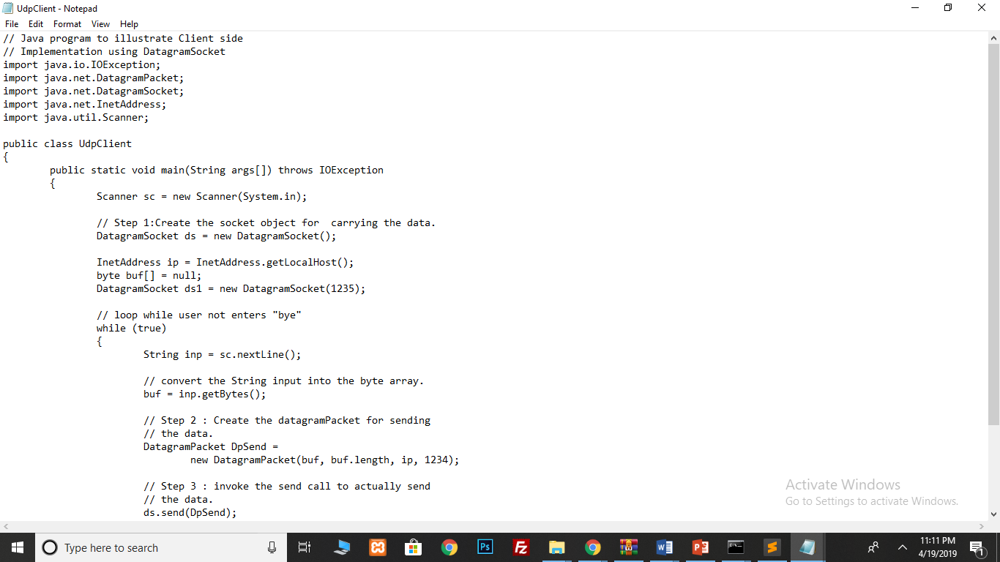 UdpClient - Notepad
File Edit Format View Help
// Java program to illustrate Client side
// Implementation using DatagramSocket
import java.io.IOException;
import java.net.DatagramPacket;
import java.net.DatagramSocket;
import java.net.InetAddress;
import java.util.Scanner;

public class UdpClient
{
        public static void main(String args[]) throws IOException
        {
                Scanner sc = new Scanner(System.in);

                // Step 1:Create the socket object for  carrying the data.
                DatagramSocket ds = new DatagramSocket();

                InetAddress ip = InetAddress.getLocalHost();
                byte buf[] = null;
                DatagramSocket ds1 = new DatagramSocket(1235);

                // loop while user not enters "bye"
                while (true)
                {
                        String inp = sc.nextLine();

                        // convert the String input into the byte array.
                        buf = inp.getBytes();

                        // Step 2 : Create the datagramPacket for sending
                        // the data.
                        DatagramPacket DpSend =
                                new DatagramPacket(buf, buf.length, ip, 1234);

                        // Step 3 : invoke the send call to actually send
                        // the data.
                        ds.send(DpSend);
Activate Windows
Go to Settings to activate Windows.
Type here to search
Ps
Fz
11:11 PM
4/19/2019
1